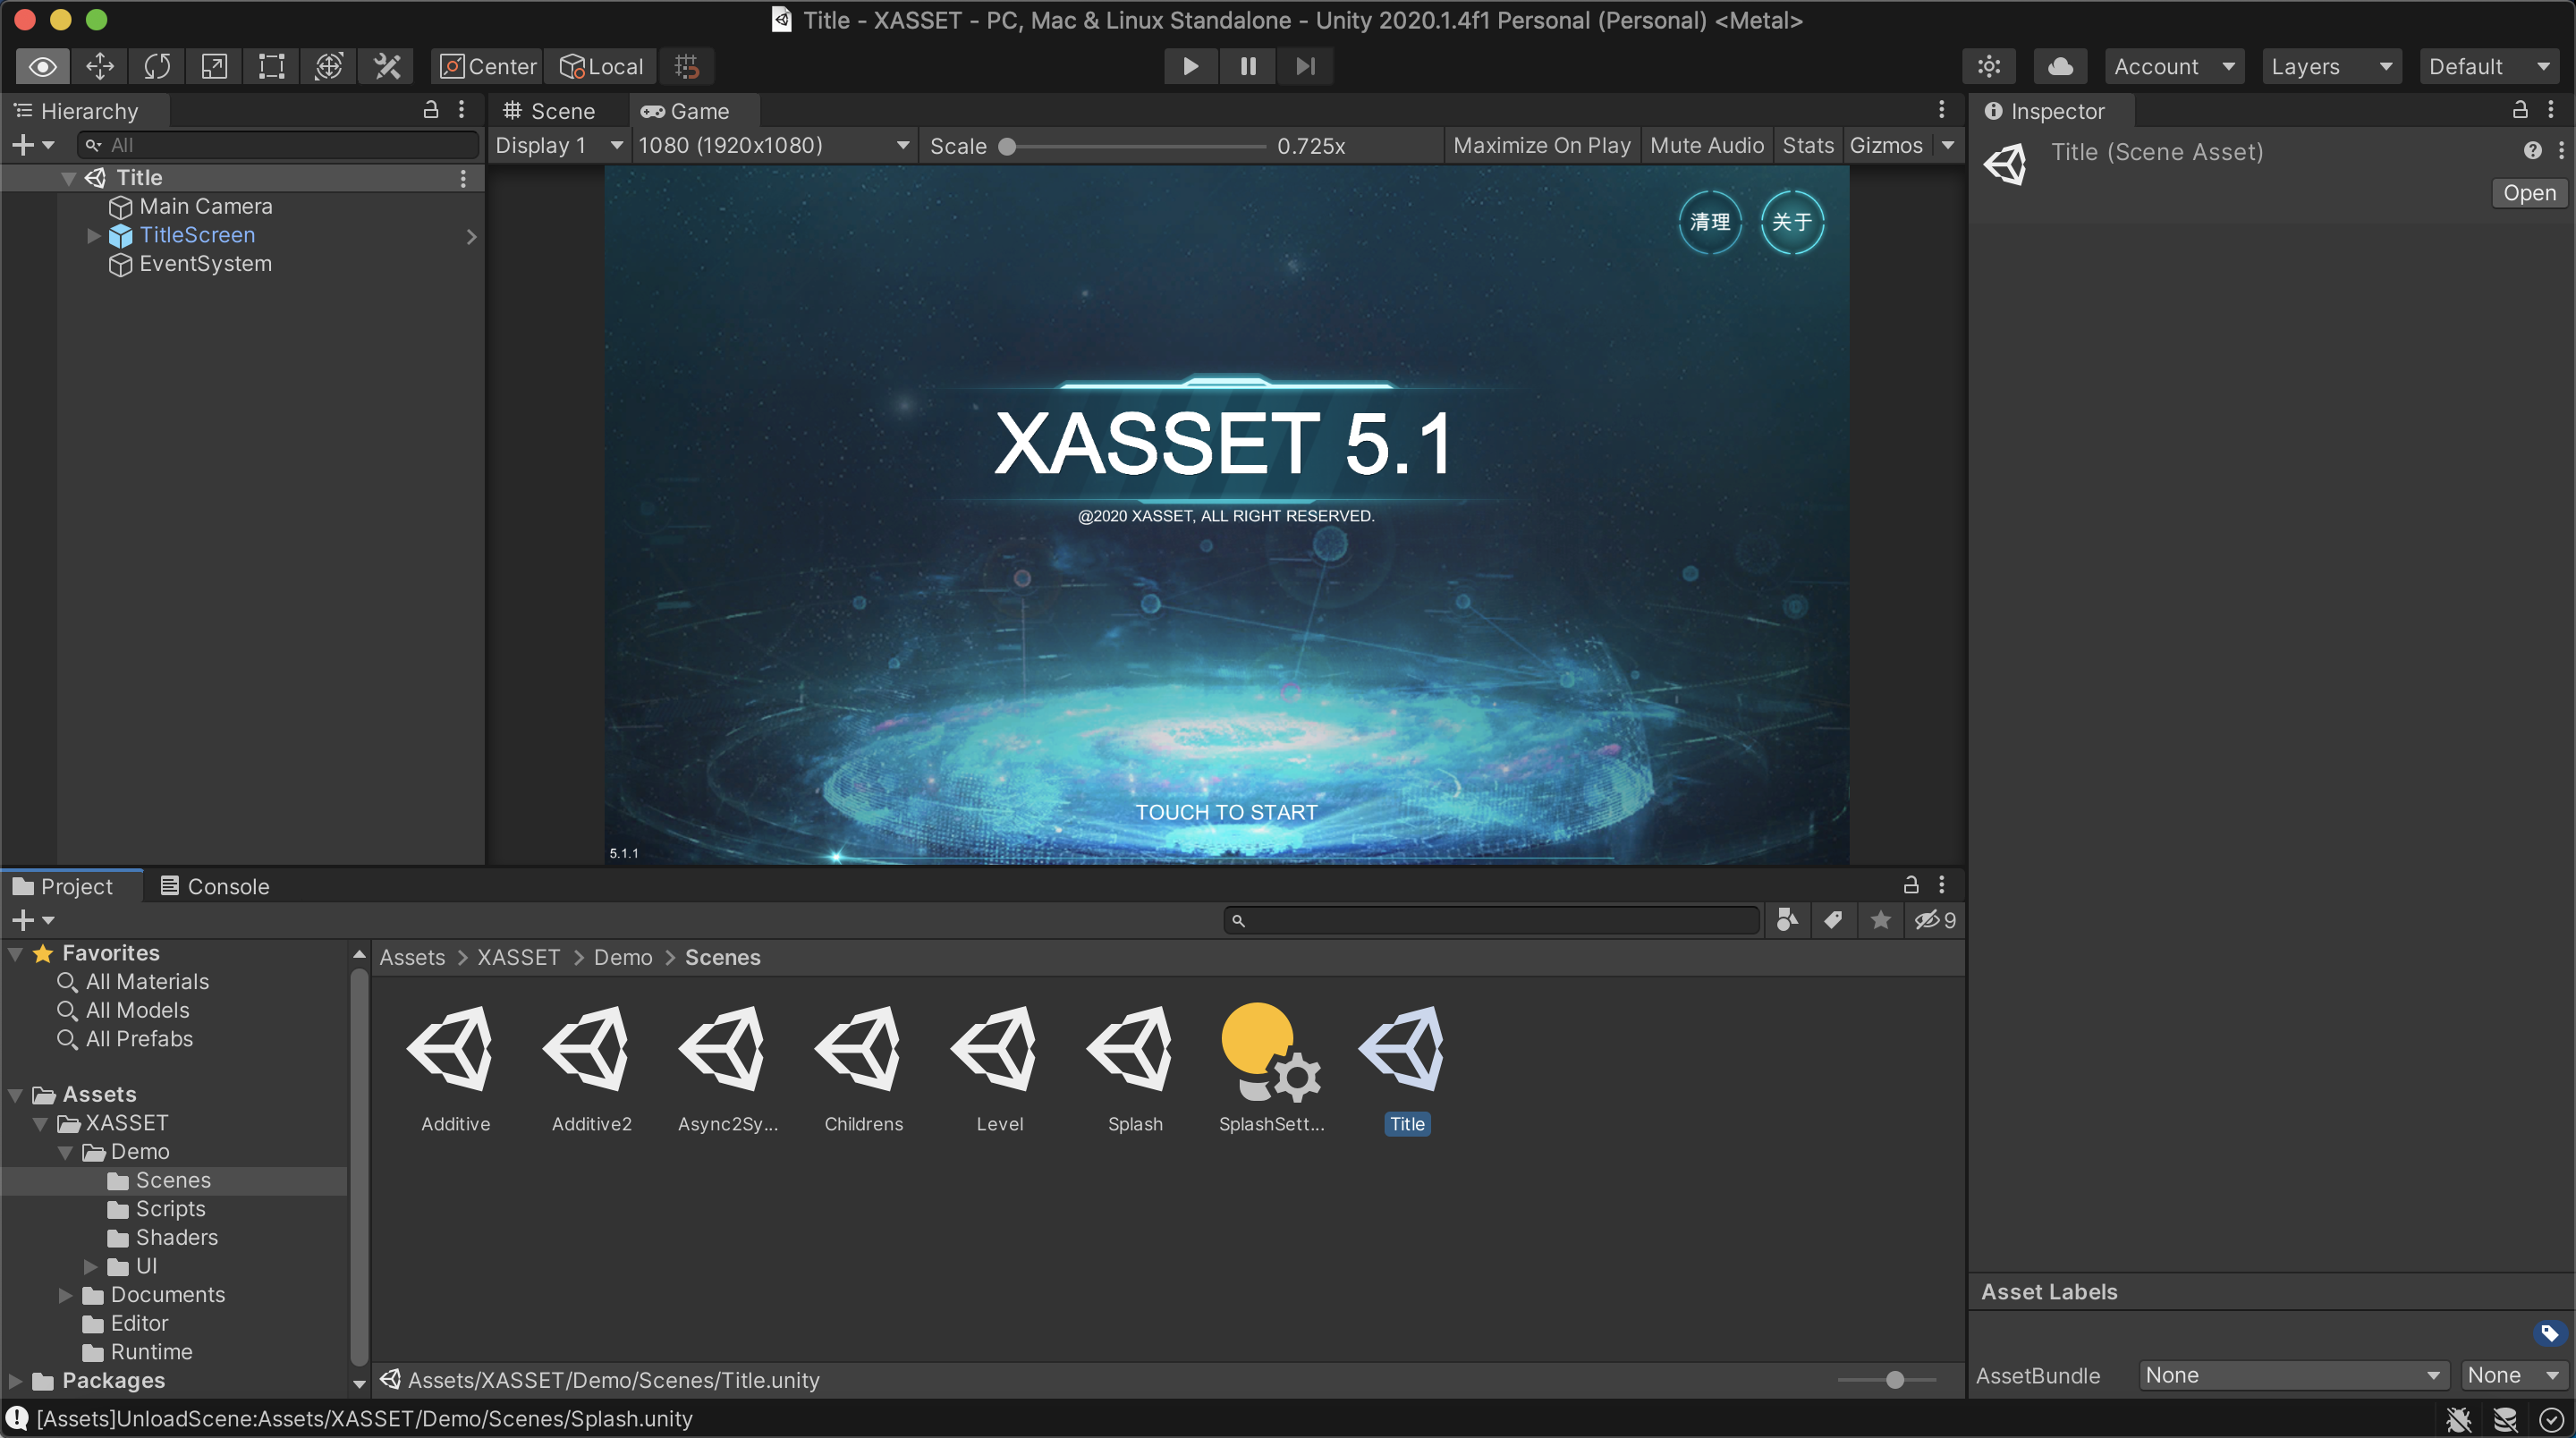 Title - XASSET - PC, Mac & Linux Standalone - Unity 2020.1.4f1 Personal (Personal) <Metal>
Center Local Account Layers Default
Hierarchy
All
Title
Main Camera
TitleScreen
EventSystem
Scene Game
Display 1 1080 (1920x1080) Scale 0.725x Maximize On Play Mute Audio Stats Gizmos
清理 关于
XASSET 5.1
@2020 XASSET, ALL RIGHT RESERVED.
TOUCH TO START
5.1.1
Inspector
Title (Scene Asset)
Open
Project Console
9
Favorites
All Materials
All Models
All Prefabs
Assets
XASSET
Demo
Scenes
Scripts
Shaders
UI
Documents
Editor
Runtime
Packages
Assets > XASSET > Demo > Scenes
Additive Additive2 Async2Sy... Childrens Level Splash SplashSett... Title
Assets/XASSET/Demo/Scenes/Title.unity
Asset Labels
AssetBundle None None
[Assets]UnloadScene:Assets/XASSET/Demo/Scenes/Splash.unity